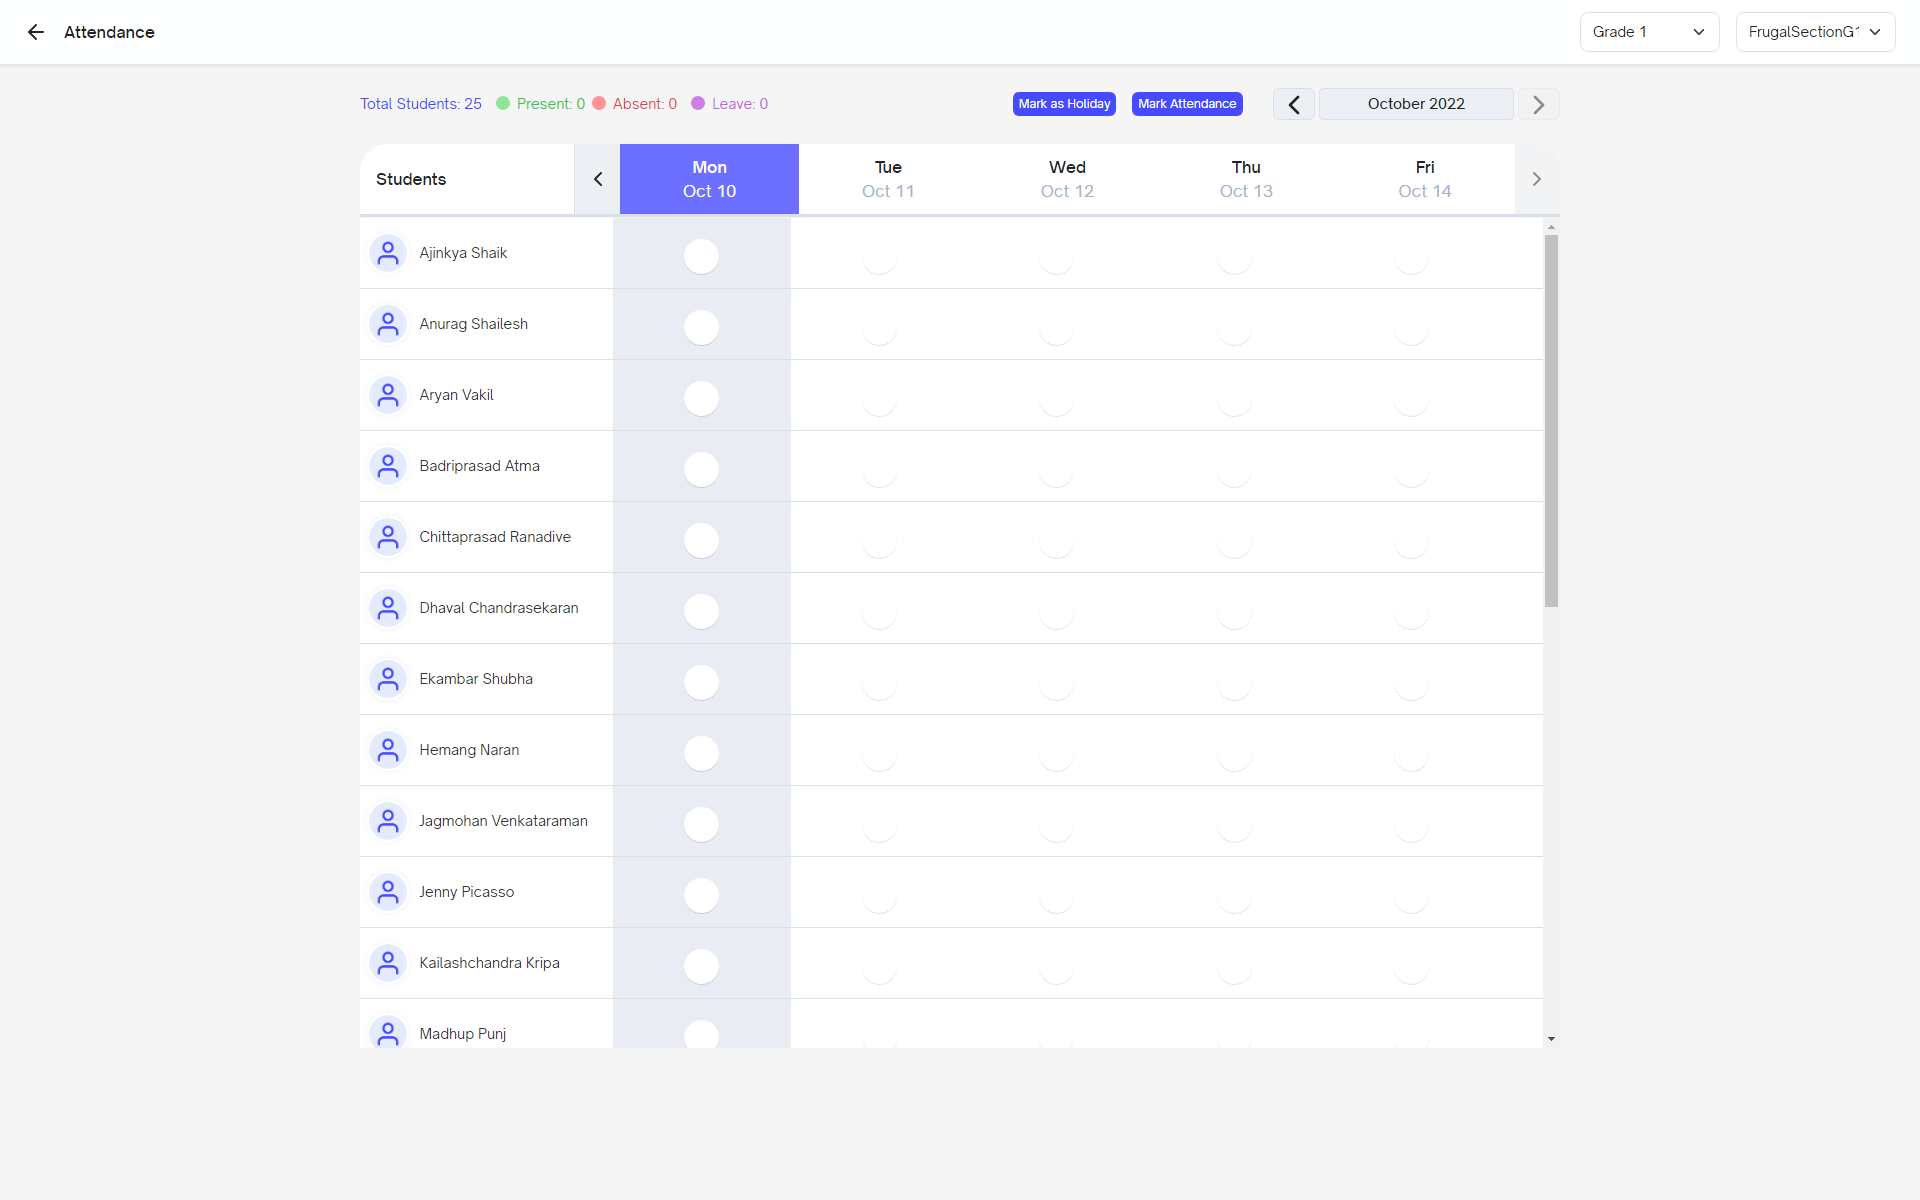 Attendance
Grade 1
FrugalSectionG1
Total Students: 25 Present: 0 Absent: 0 Leave: 0
Mark as Holiday Mark Attendance October 2022
Students Mon Tue Wed Thu Fri
Oct 10 Oct 11 Oct 12 Oct 13 Oct 14
Ajinkya Shaik
Anurag Shailesh
Aryan Vakil
Badriprasad Atma
Chittaprasad Ranadive
Dhaval Chandrasekaran
Ekambar Shubha
Hemang Naran
Jagmohan Venkataraman
Jenny Picasso
Kailashchandra Kripa
Madhup Punj